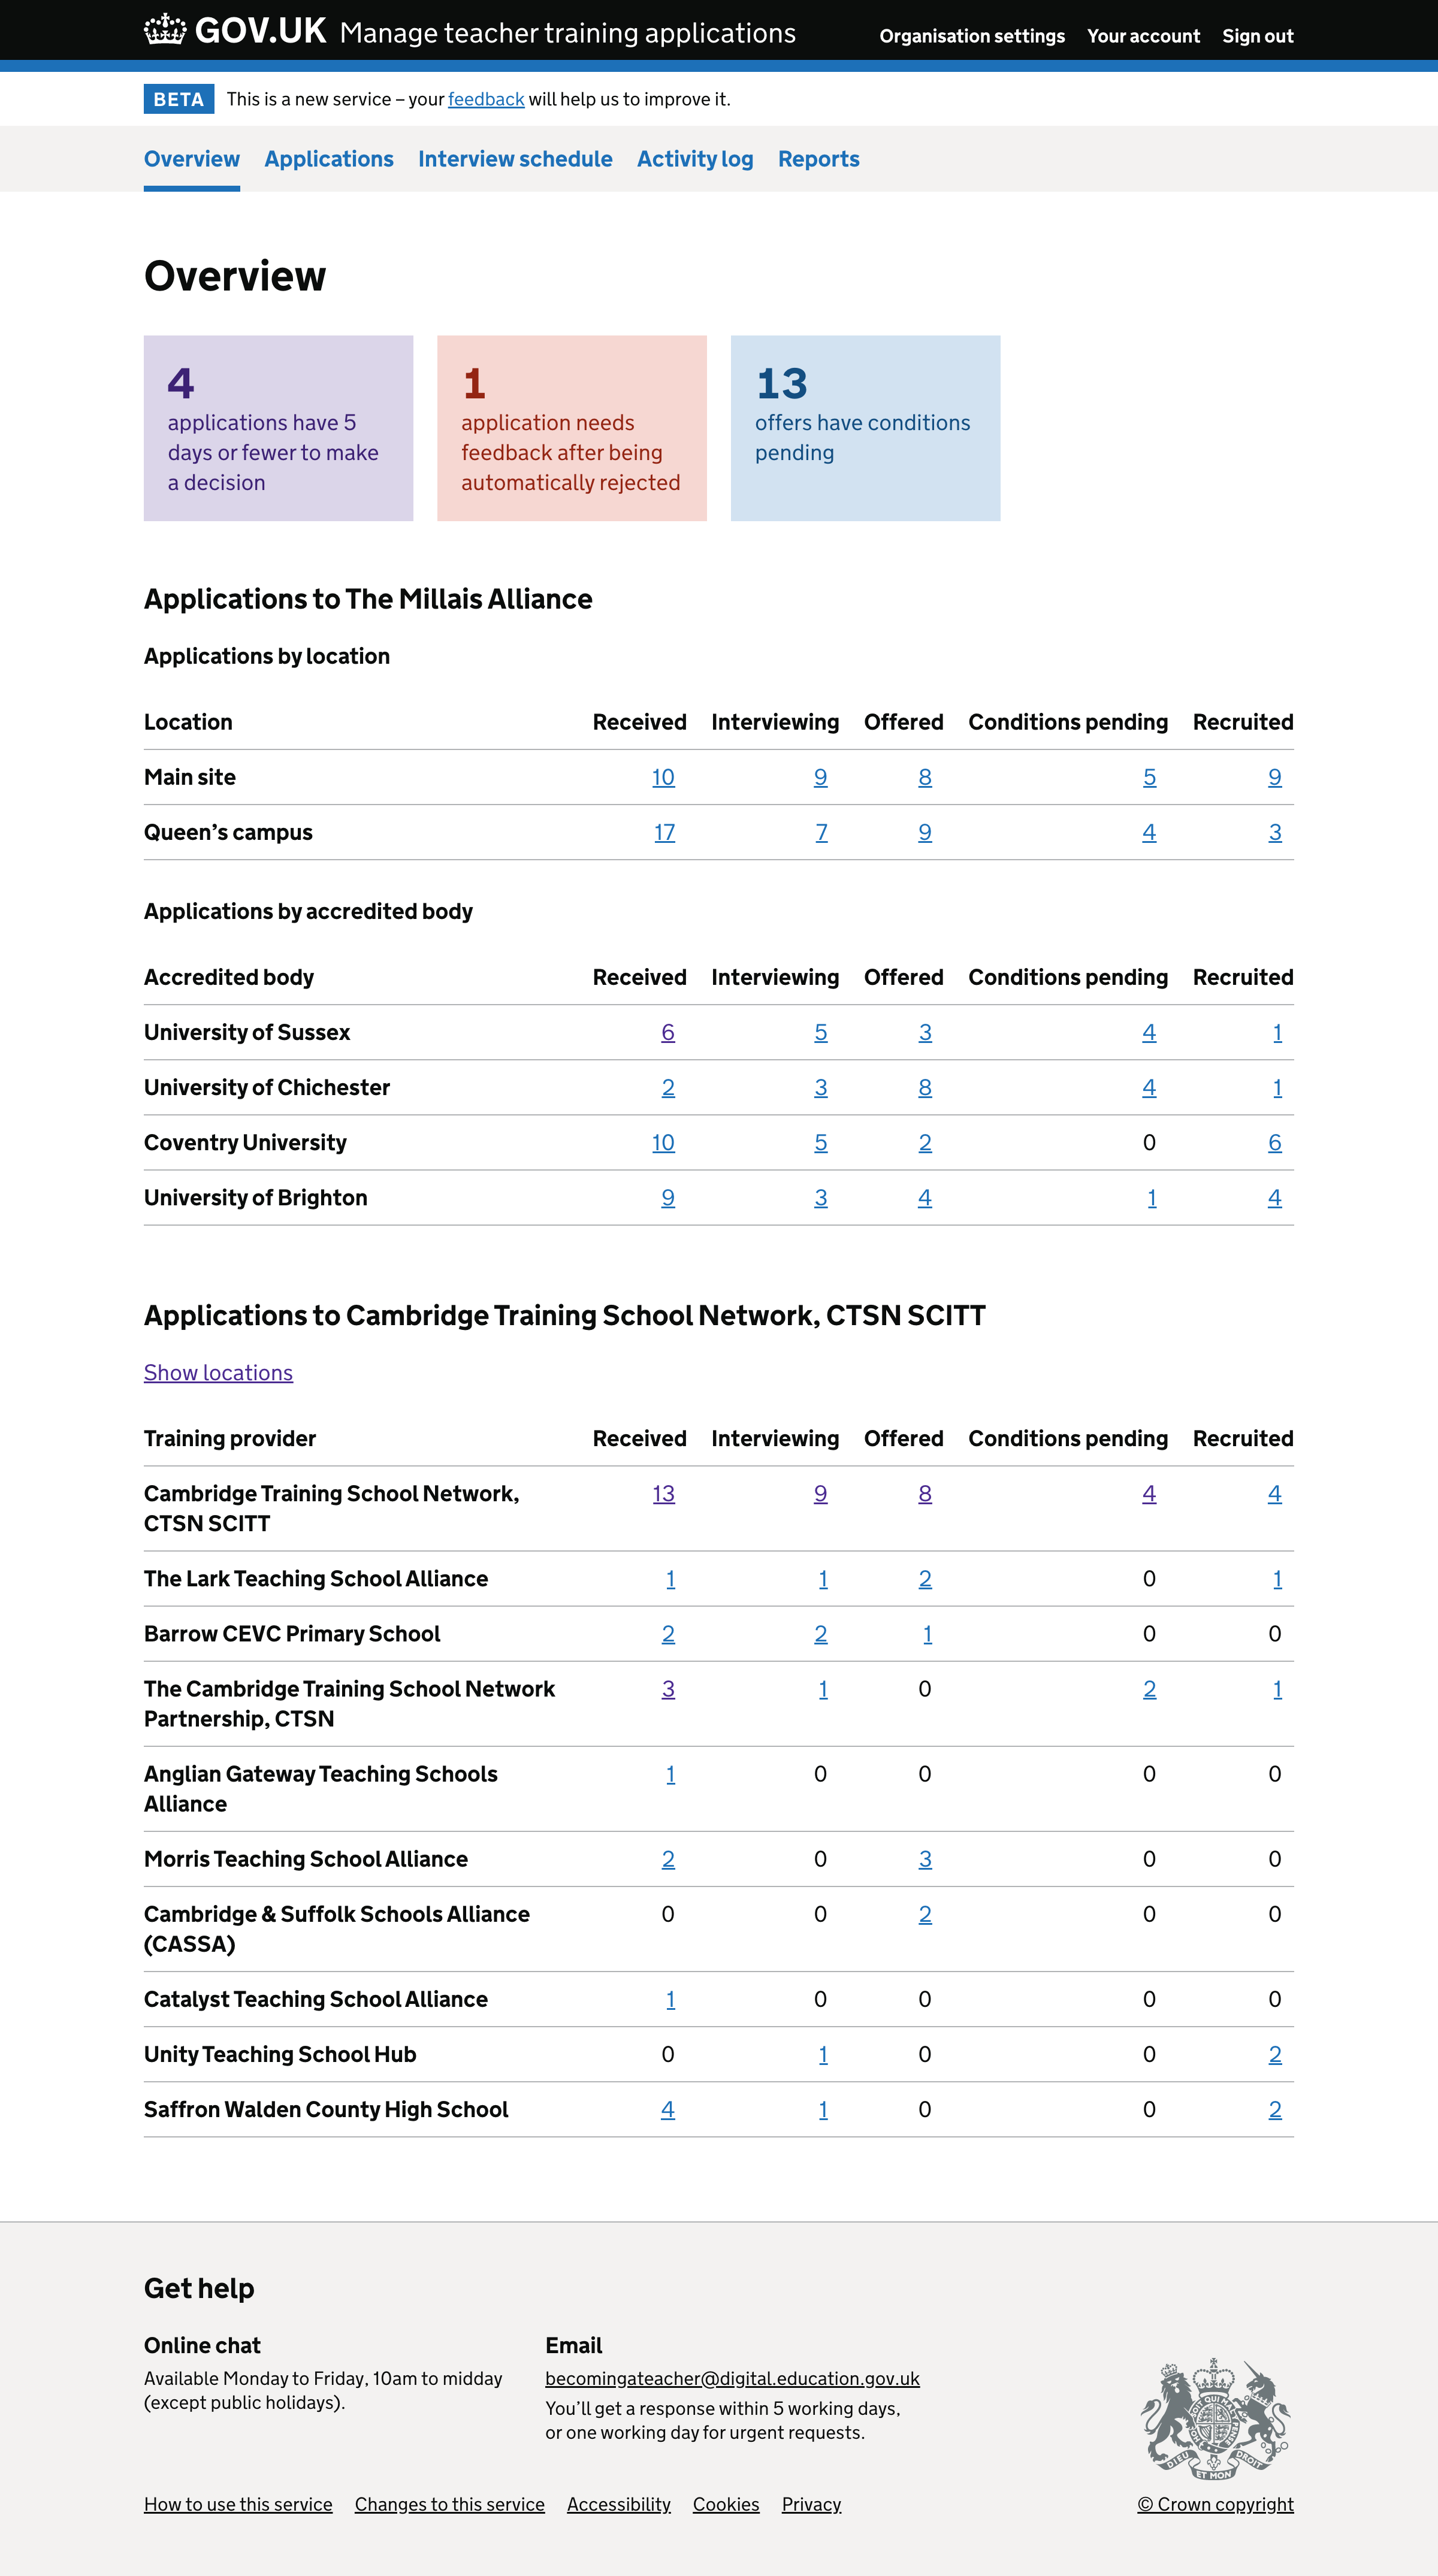 GOV.UK Manage teacher training applications Organisation settings Your account Sign out
BETA This is a new service – your feedback will help us to improve it.
Overview Applications Interview schedule Activity log Reports
Overview
4
applications have 5
days or fewer to make
a decision
1
application needs
feedback after being
automatically rejected
13
offers have conditions
pending
Applications to The Millais Alliance
Applications by location
Location Received Interviewing Offered Conditions pending Recruited
Main site 10 9 8 5 9
Queen’s campus 17 7 9 4 3
Applications by accredited body
Accredited body Received Interviewing Offered Conditions pending Recruited
University of Sussex 6 5 3 4 1
University of Chichester 2 3 8 4 1
Coventry University 10 5 2 0 6
University of Brighton 9 3 4 1 4
Applications to Cambridge Training School Network, CTSN SCITT
Show locations
Training provider Received Interviewing Offered Conditions pending Recruited
Cambridge Training School Network, 13 9 8 4 4
CTSN SCITT
The Lark Teaching School Alliance 1 1 2 0 1
Barrow CEVC Primary School 2 2 1 0 0
The Cambridge Training School Network 3 1 0 2 1
Partnership, CTSN
Anglian Gateway Teaching Schools 1 0 0 0 0
Alliance
Morris Teaching School Alliance 2 0 3 0 0
Cambridge & Suffolk Schools Alliance 0 0 2 0 0
(CASSA)
Catalyst Teaching School Alliance 1 0 0 0 0
Unity Teaching School Hub 0 1 0 0 2
Saffron Walden County High School 4 1 0 0 2
Get help
Online chat
Available Monday to Friday, 10am to midday
(except public holidays).
Email
becomingateacher@digital.education.gov.uk
You’ll get a response within 5 working days,
or one working day for urgent requests.
DIEU ET MON DROIT
How to use this service Changes to this service Accessibility Cookies Privacy © Crown copyright